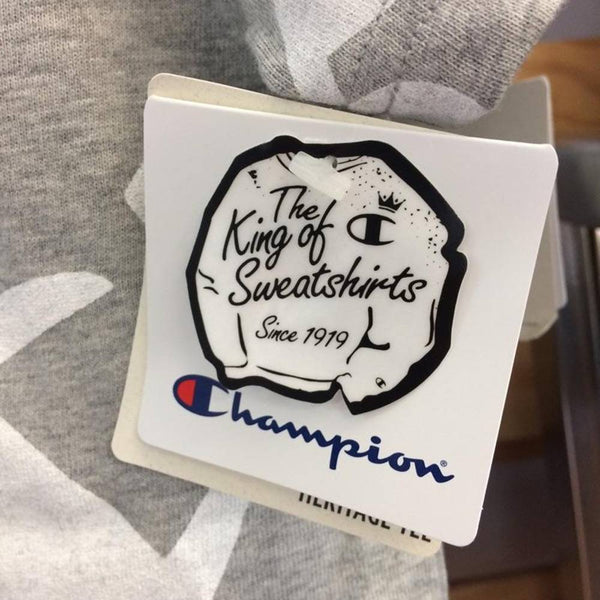 The
King of
Sweatshirts
Since 1919
Champion®
HERITAGE TEE